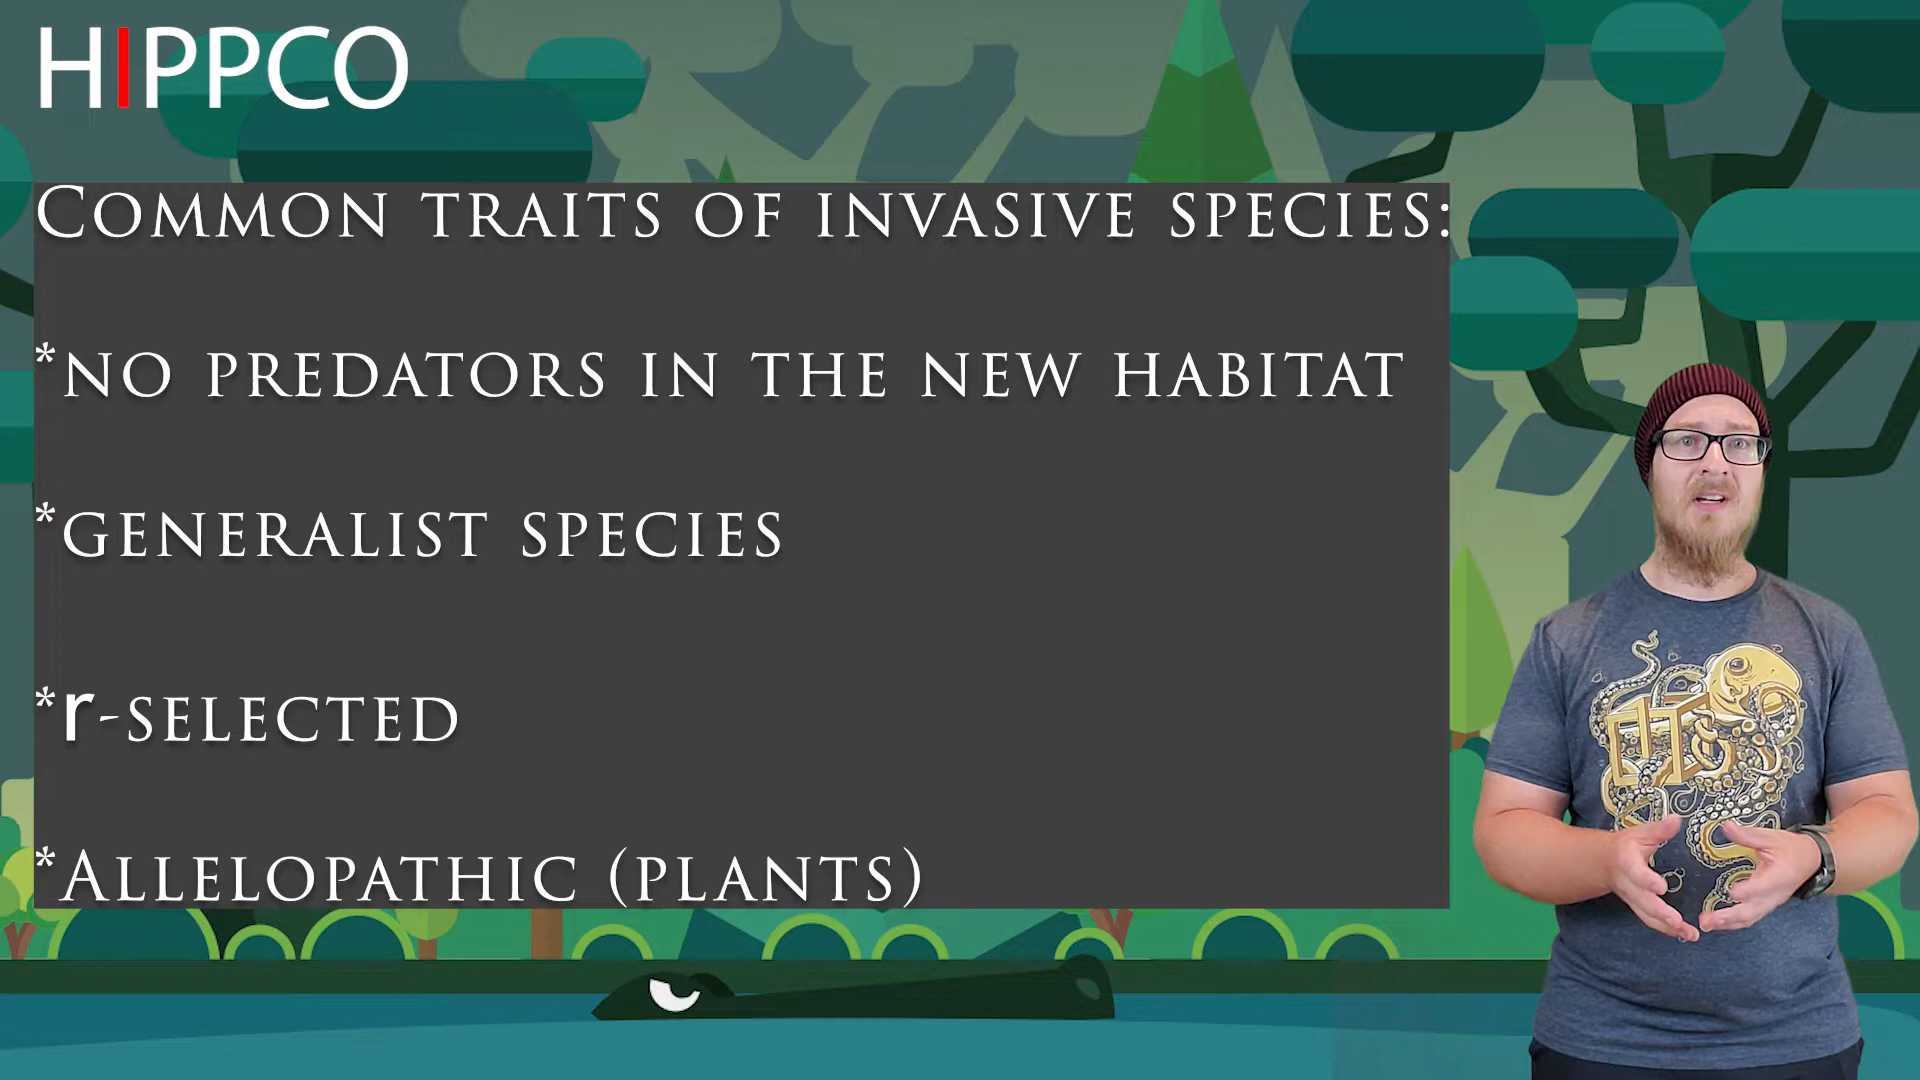 HIPPCO
Common traits of invasive species:
*no predators in the new habitat
*generalist species
*r-selected
*Allelopathic (plants)